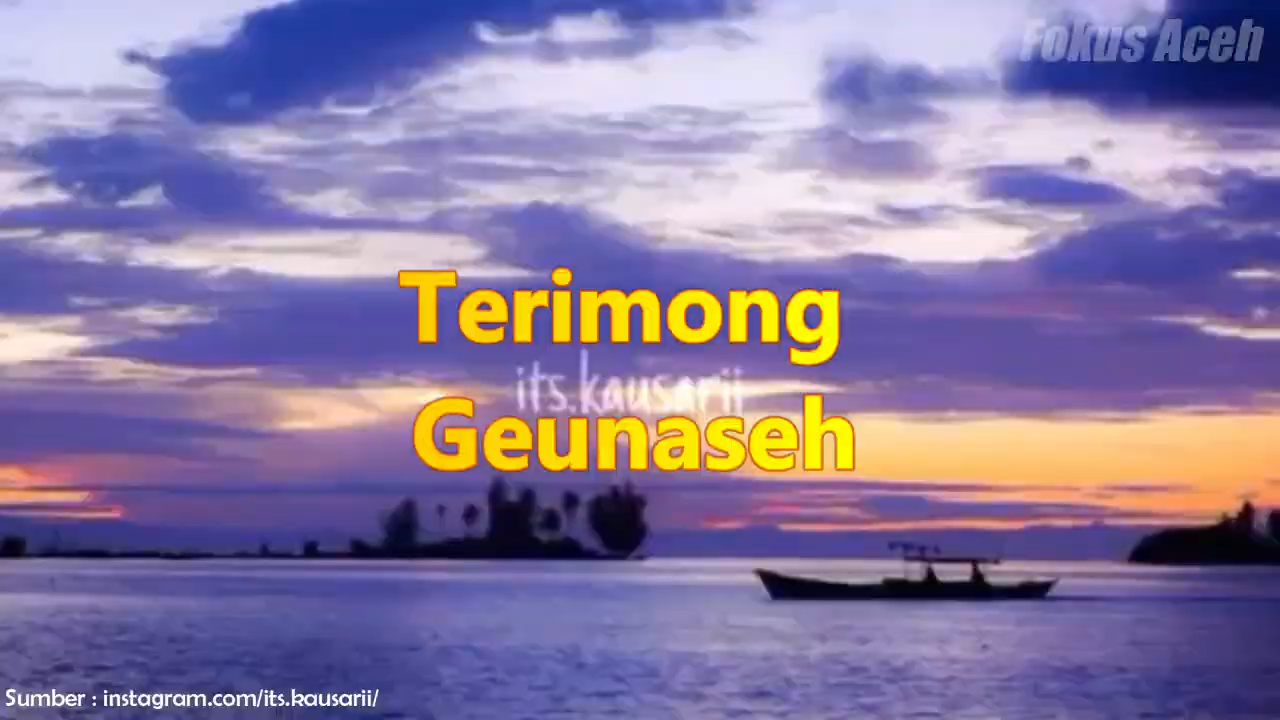 Fokus Aceh
Terimong
its.kausarii
Geunaseh
Sumber : instagram.com/its.kausarii/